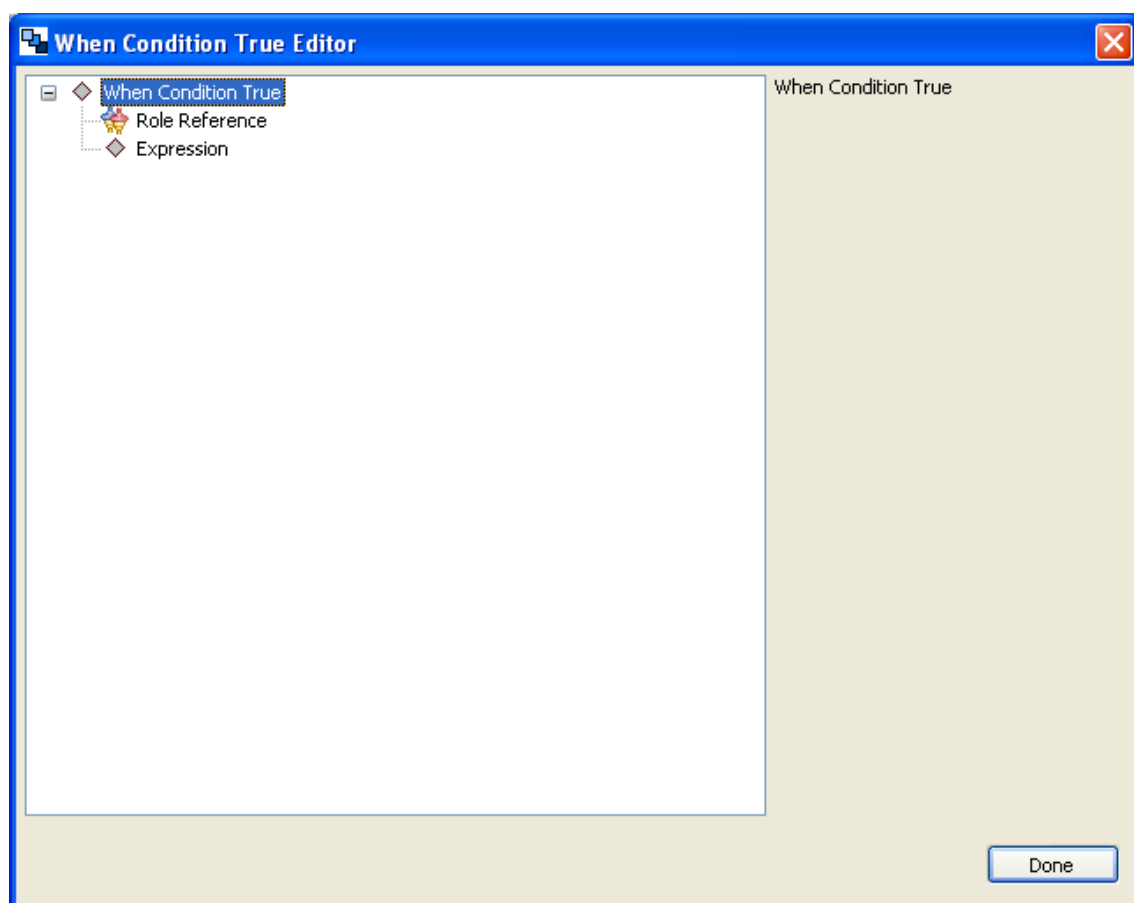 When Condition True Editor
When Condition True
Role Reference
Expression
When Condition True
Done